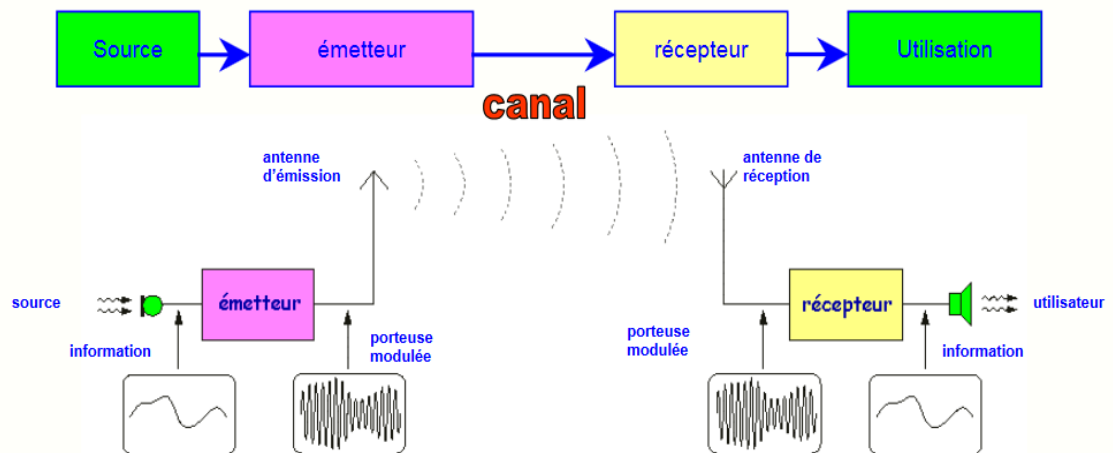 Source
émetteur
récepteur
Utilisation
canal
antenne
d'émission
antenne de
réception
source
émetteur
récepteur
utilisateur
information
porteuse
modulée
porteuse
modulée
information